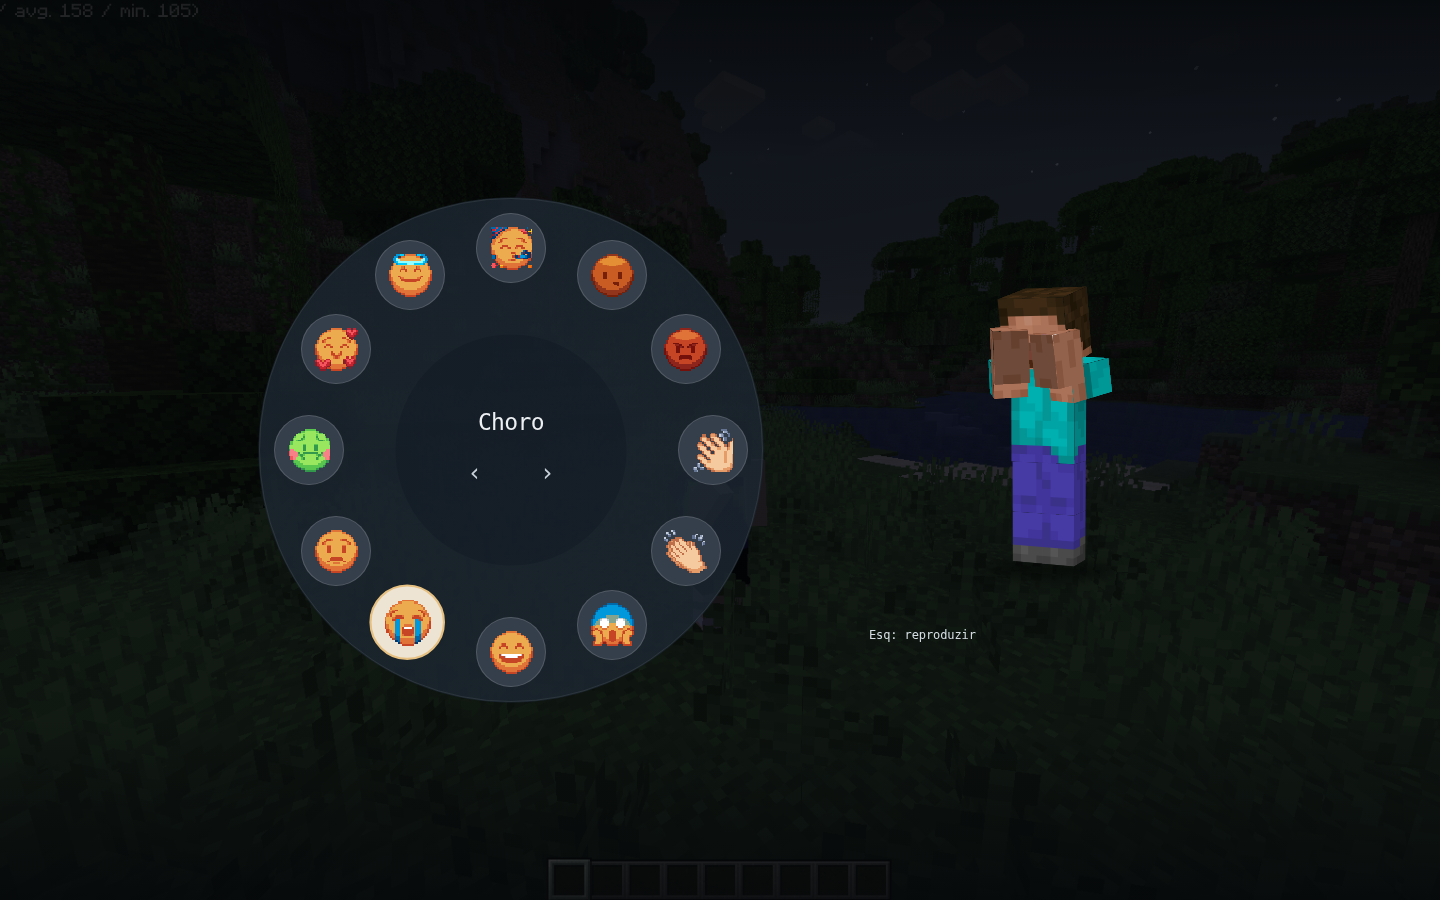 / avg. 158 / min. 105)
Choro
‹ ›
Esq: reproduzir